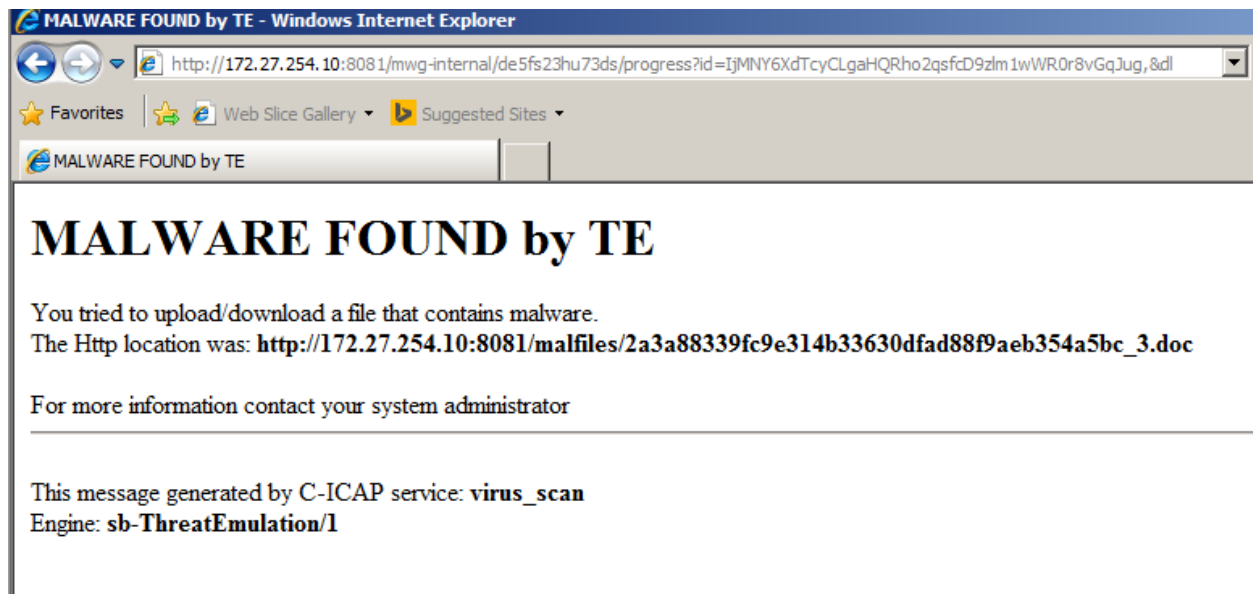 MALWARE FOUND by TE - Windows Internet Explorer
http://172.27.254.10:8081/mwg-internal/de5fs23hu73ds/progress?id=IjMNY6XdTcyCLgaHQRho2qsfcD9zlm1wWR0r8vGqJug,&dl
Favorites Web Slice Gallery Suggested Sites
MALWARE FOUND by TE
MALWARE FOUND by TE
You tried to upload/download a file that contains malware.
The Http location was: http://172.27.254.10:8081/malfiles/2a3a88339fc9e314b33630dfad88f9aeb354a5bc_3.doc
For more information contact your system administrator
This message generated by C-ICAP service: virus_scan
Engine: sb-ThreatEmulation/1